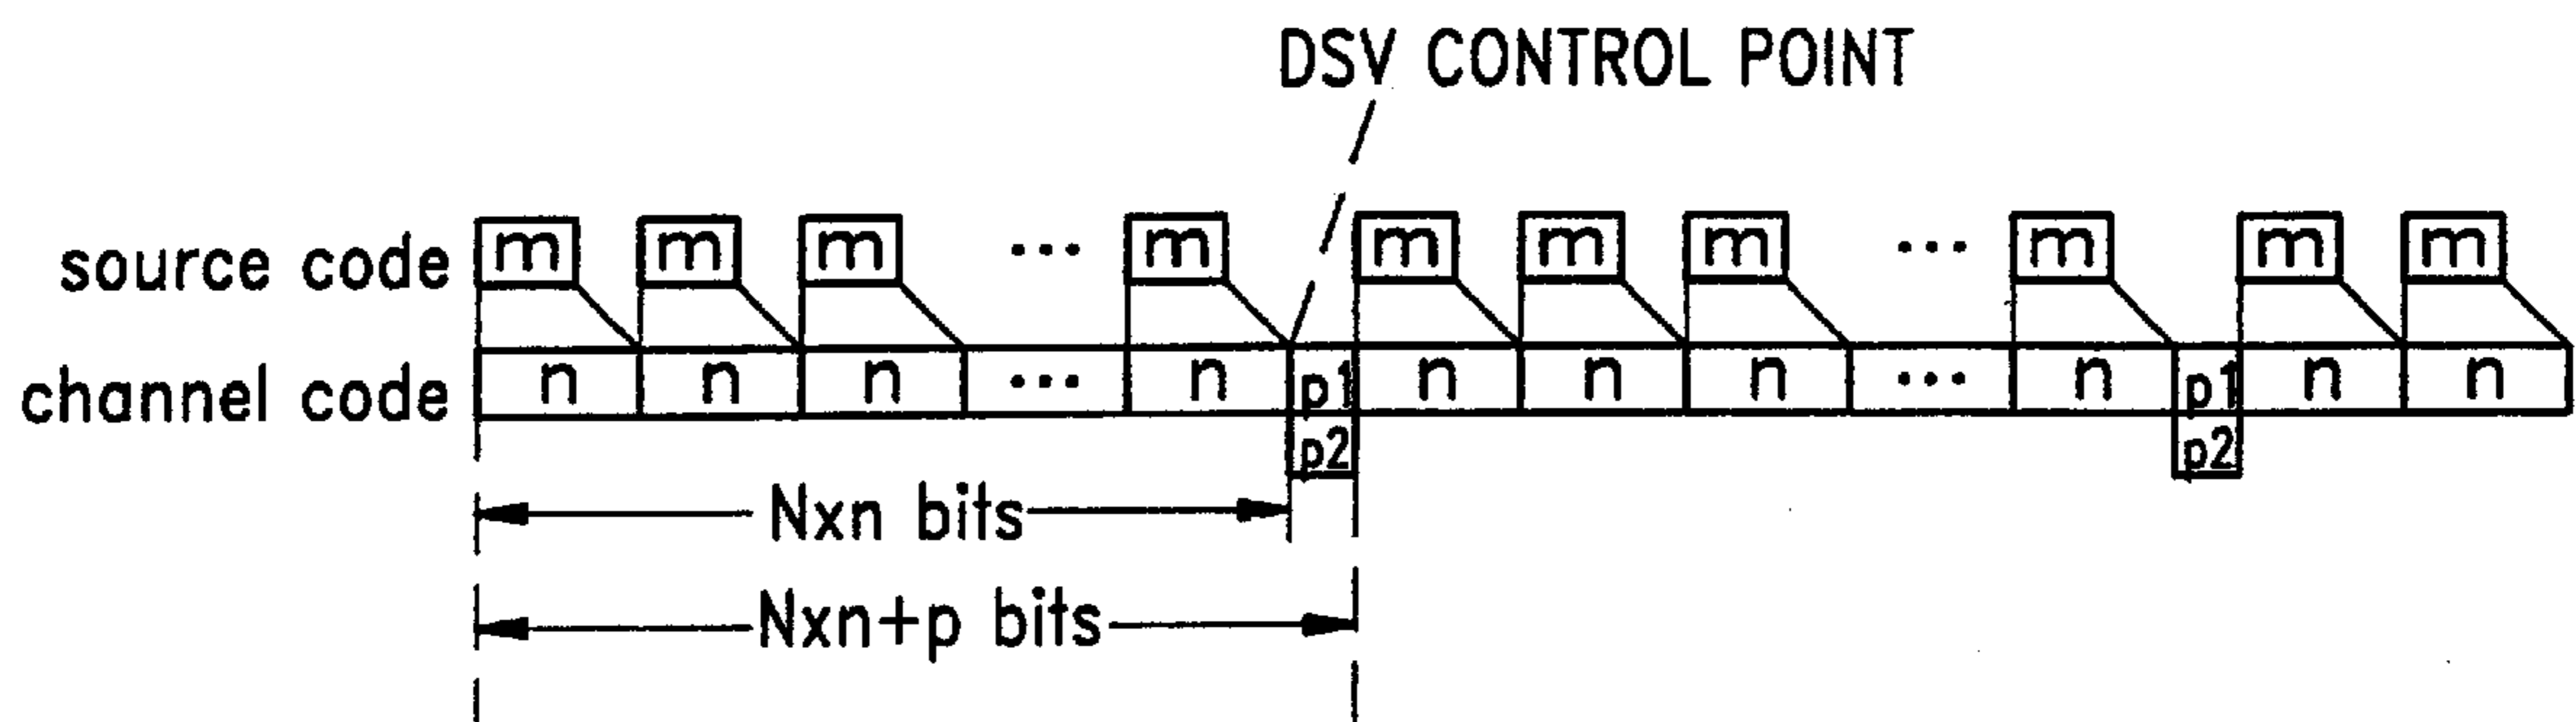 DSV CONTROL POINT
source code m m m ... m m m m ... m m m
channel code n n n ... n p1 n n n ... n p1 n n
p2 p2
Nxn bits
Nxn+p bits